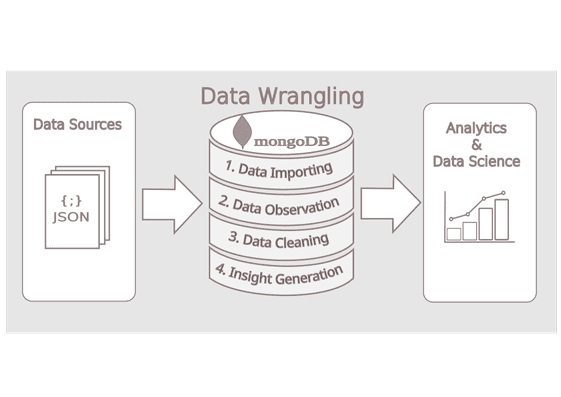 Data Wrangling
Data Sources
{;}
JSON
mongoDB
1. Data Importing
2. Data Observation
3. Data Cleaning
4. Insight Generation
Analytics
&
Data Science